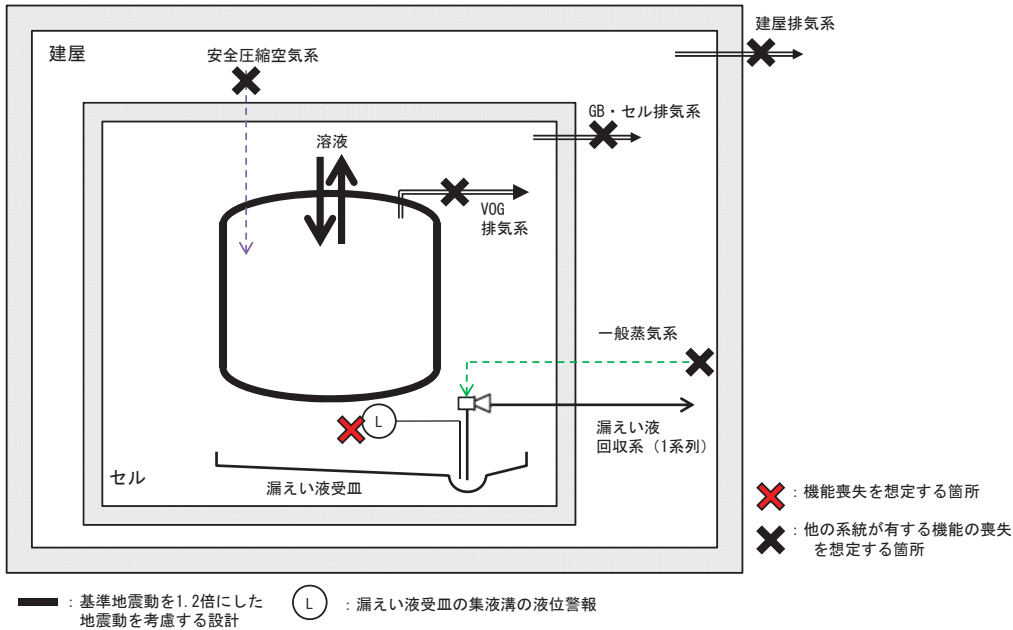 建屋排気系
建屋
安全圧縮空気系
GB・セル排気系
溶液
VOG
排気系
一般蒸気系
L
漏えい液
回収系（1系列）
セル
漏えい液受皿
：機能喪失を想定する箇所
：他の系統が有する機能の喪失
を想定する箇所
：基準地震動を1.2倍にした
地震動を考慮する設計
L
：漏えい液受皿の集液溝の液位警報